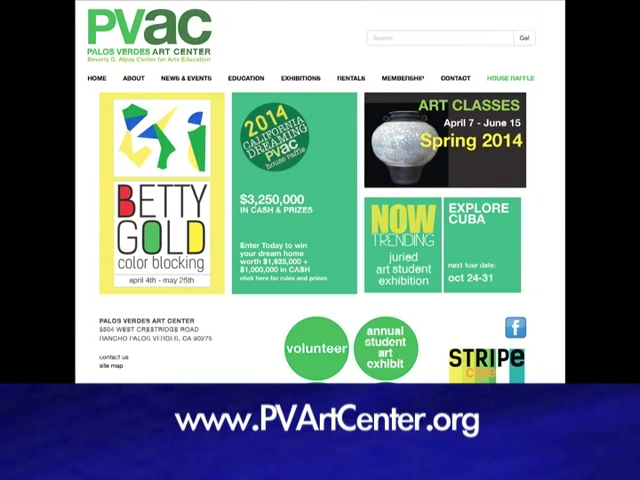 PVAC
PALOS VERDES ART CENTER
Beverly G. Alpay Center for Arts Education
Search
Go!
HOME ABOUT NEWS & EVENTS EDUCATION EXHIBITIONS RENTALS MEMBERSHIP CONTACT HOUSE RAFFLE
BETTY
GOLD
color blocking
april 4th - may 25th
2014
CALIFORNIA
DREAMING
PVAC
house raffle
$3,250,000
IN CASH & PRIZES
Enter Today to win
your dream home
worth $1,925,000 +
$1,000,000 in CASH
click here for rules and prizes
ART CLASSES
April 7 - June 15
Spring 2014
NOW
TRENDING
juried
art student
exhibition
EXPLORE
CUBA
next tour date:
oct 24-31
PALOS VERDES ART CENTER
5504 WEST CRESTRIDGE ROAD
RANCHO PALOS VERDES, CA 90275
contact us
site map
volunteer
annual
student
art
exhibit
f
STRIPE
www.PVArtCenter.org